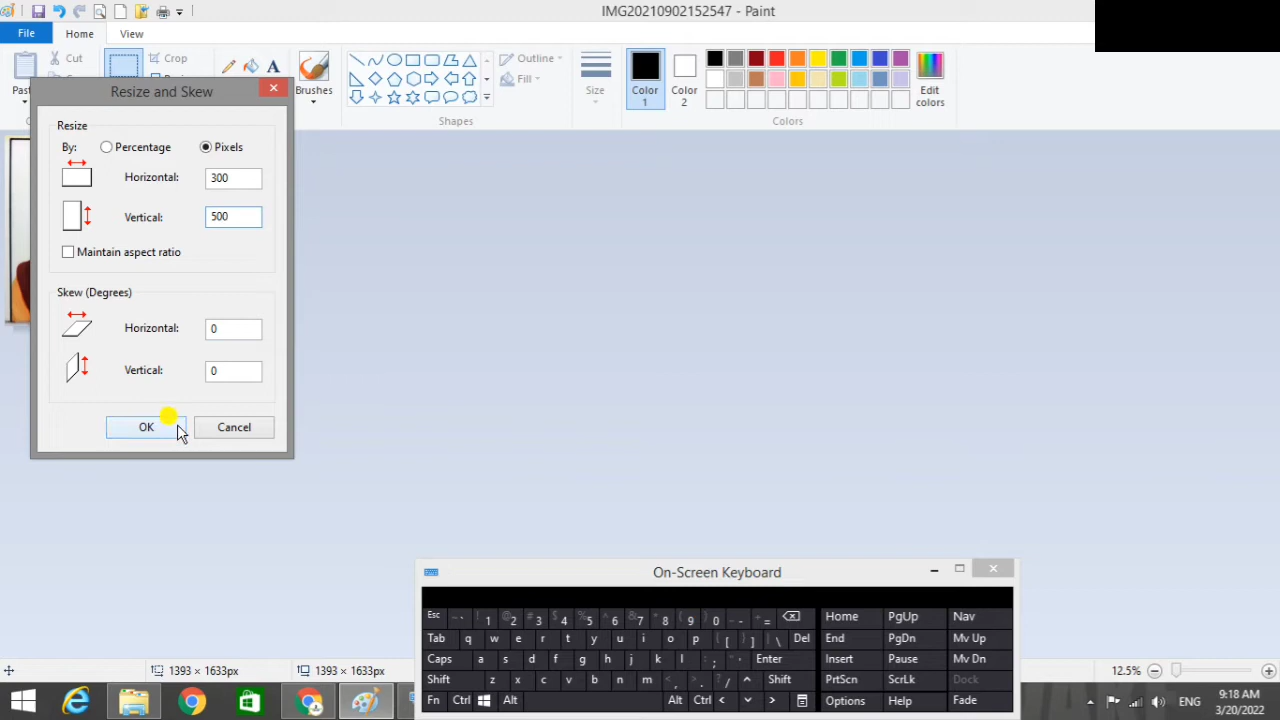 IMG20210902152547 - Paint
File
Home
View
Cut
Crop
Past
Brushes
Outline
Fill
Size
Color
1
Color
2
Edit
colors
Shapes
Colors
Resize and Skew
Resize
By:
Percentage
Pixels
Horizontal:
300
Vertical:
500
Maintain aspect ratio
Skew (Degrees)
Horizontal:
0
Vertical:
0
OK
Cancel
On-Screen Keyboard
Esc ~ ` ! 1 @ 2 # 3 $ 4 % 5 ^ 6 & 7 * 8 ( 9 ) 0 _ - + = Home PgUp Nav
Tab q w e r t y u i o p { [ } ] | \ Del End PgDn Mv Up
Caps a s d f g h j k l : ; " ' Enter Insert Pause Mv Dn
Shift z x c v b n m < , > . ? / Shift PrtScn ScrLk Dock
Fn Ctrl Alt Alt Ctrl Options Help Fade
1393 × 1633px
1393 × 1633px
12.5%
ENG
9:18 AM
3/20/2022